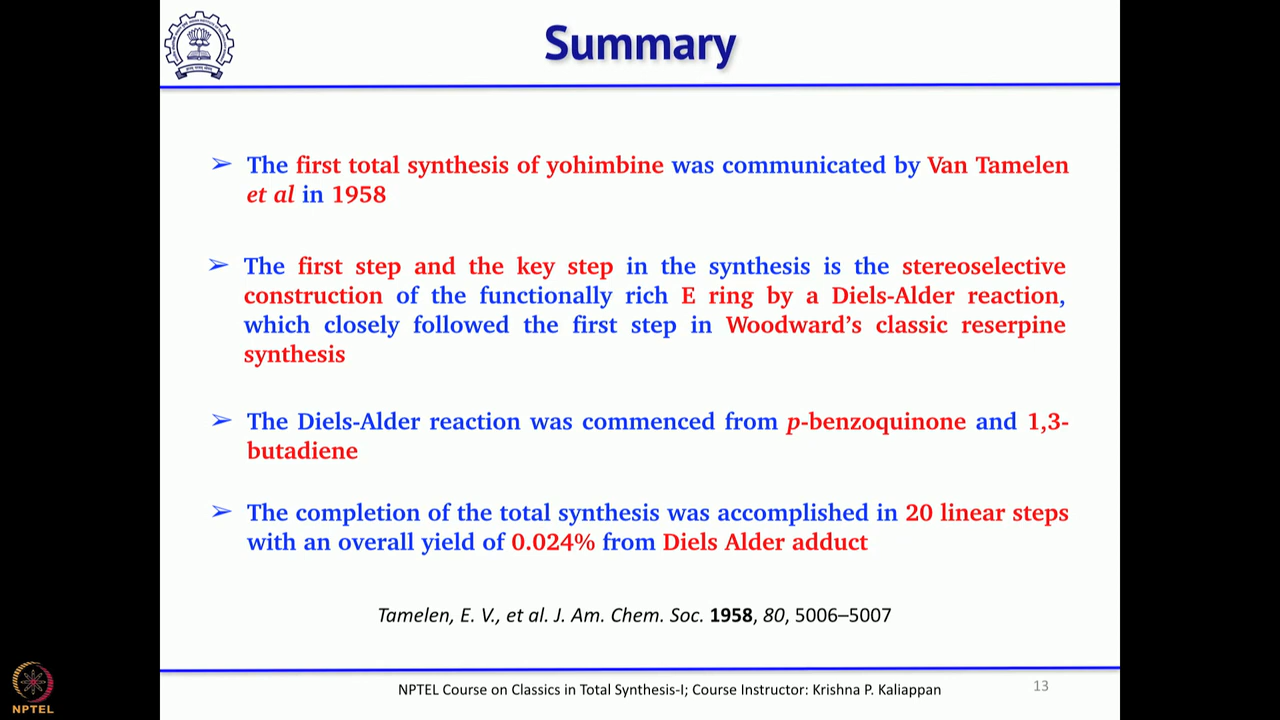 Summary
➢ The first total synthesis of yohimbine was communicated by Van Tamelen
et al in 1958
➢ The first step and the key step in the synthesis is the stereoselective
construction of the functionally rich E ring by a Diels-Alder reaction,
which closely followed the first step in Woodward’s classic reserpine
synthesis
➢ The Diels-Alder reaction was commenced from p-benzoquinone and 1,3-
butadiene
➢ The completion of the total synthesis was accomplished in 20 linear steps
with an overall yield of 0.024% from Diels Alder adduct
Tamelen, E. V., et al. J. Am. Chem. Soc. 1958, 80, 5006–5007
NPTEL Course on Classics in Total Synthesis-I; Course Instructor: Krishna P. Kaliappan
13
NPTEL